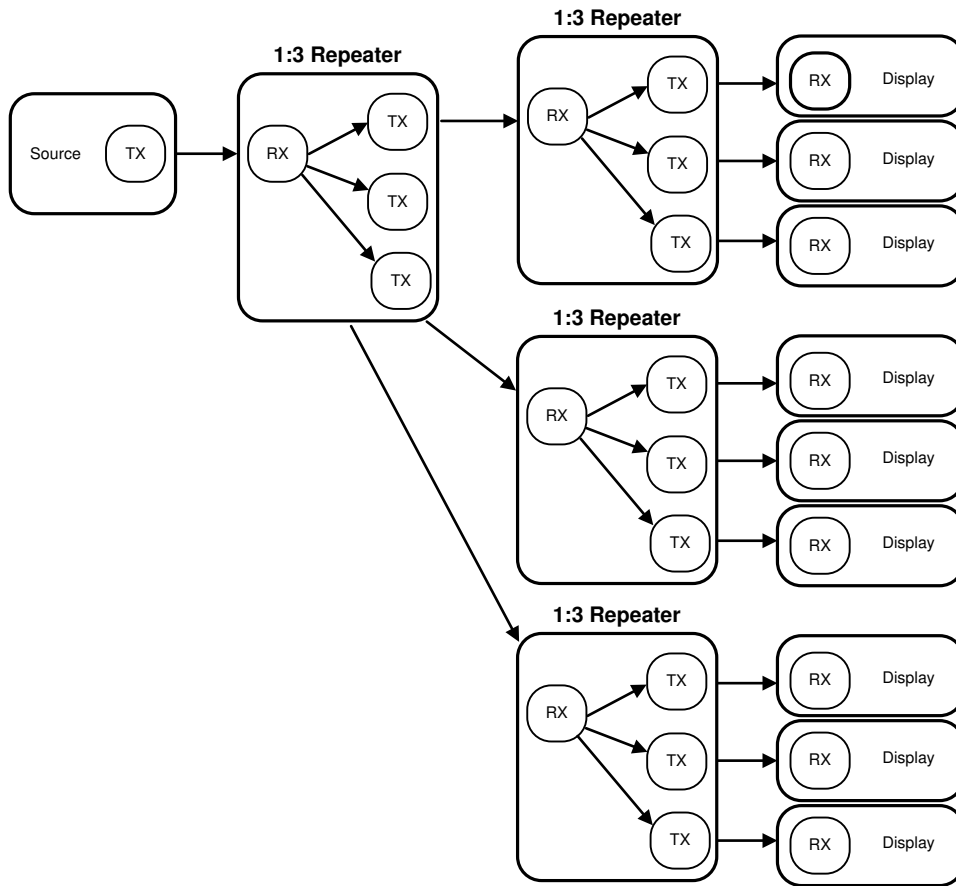 1:3 Repeater
1:3 Repeater
Source
TX
RX
TX
TX
TX
RX
TX
TX
TX
RX
Display
RX
Display
RX
Display
1:3 Repeater
RX
TX
TX
TX
RX
Display
RX
Display
RX
Display
1:3 Repeater
RX
TX
TX
TX
RX
Display
RX
Display
RX
Display